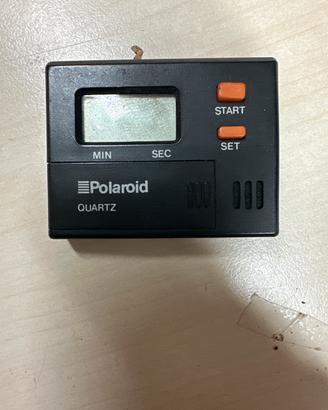 START
SET
MIN SEC
Polaroid
QUARTZ